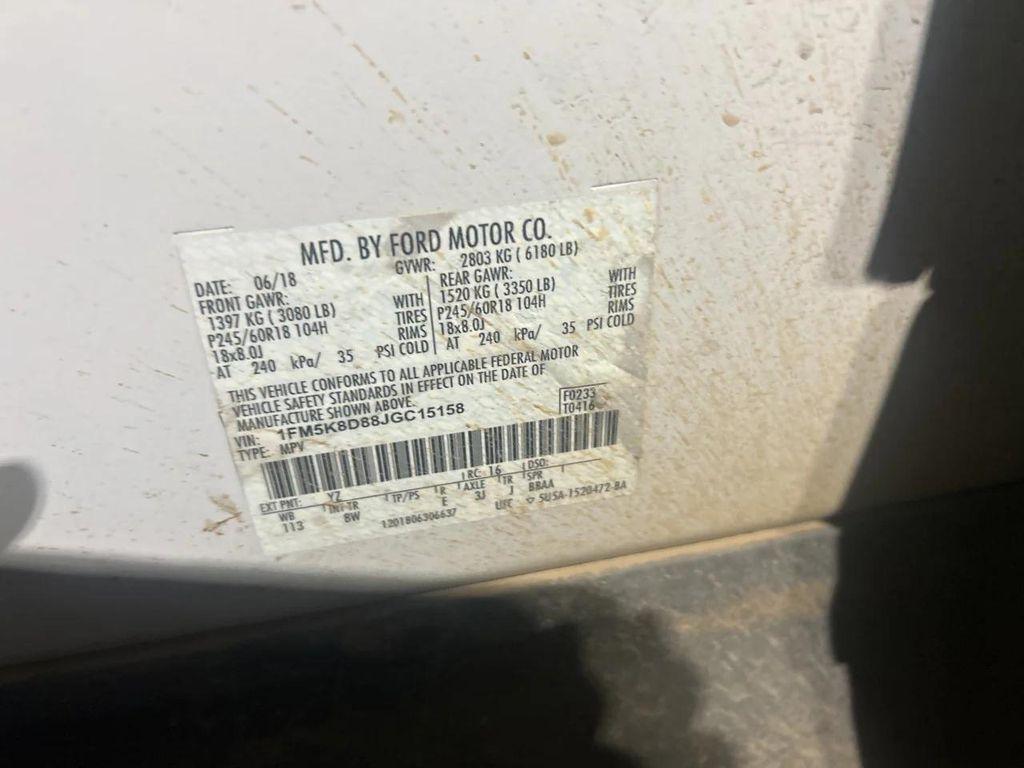 MFD. BY FORD MOTOR CO.
DATE: 06/18
GVWR: 2803 KG ( 6180 LB)
FRONT GAWR:
1397 KG ( 3080 LB) WITH
P245/60R18 104H TIRES
18x8.0J RIMS
AT 240 kPa/ 35 PSI COLD
REAR GAWR: WITH
1520 KG ( 3350 LB) TIRES
P245/60R18 104H RIMS
18x8.0J
AT 240 kPa/ 35 PSI COLD
THIS VEHICLE CONFORMS TO ALL APPLICABLE FEDERAL MOTOR
VEHICLE SAFETY STANDARDS IN EFFECT ON THE DATE OF
MANUFACTURE SHOWN ABOVE.
F0233
T0416
VIN: 1FM5K8D88JGC15158
TYPE: MPV
EXT PNT: YZ RC: 16 DSO:
WB INT TR TP/PS R AXLE TR SPR
113 8W E 3J J BBAA
1201806306637 UTC 5U5A-1520472-BA